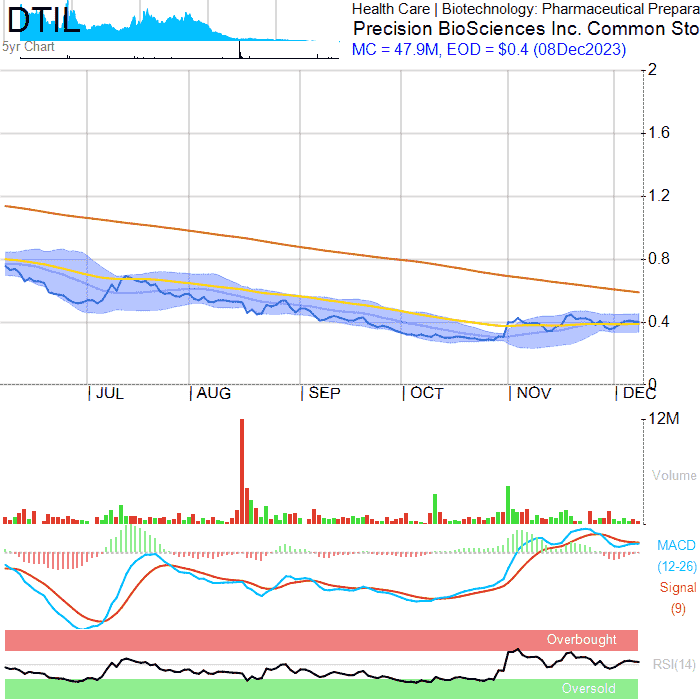 DTIL
5yr Chart
Health Care | Biotechnology: Pharmaceutical Prepara
Precision BioSciences Inc. Common Sto
MC = 47.9M, EOD = $0.4 (08Dec2023)
2
1.6
1.2
0.8
0.4
0
JUL
AUG
SEP
OCT
NOV
DEC
12M
Volume
MACD
(12-26)
Signal
(9)
Overbought
RSI(14)
Oversold